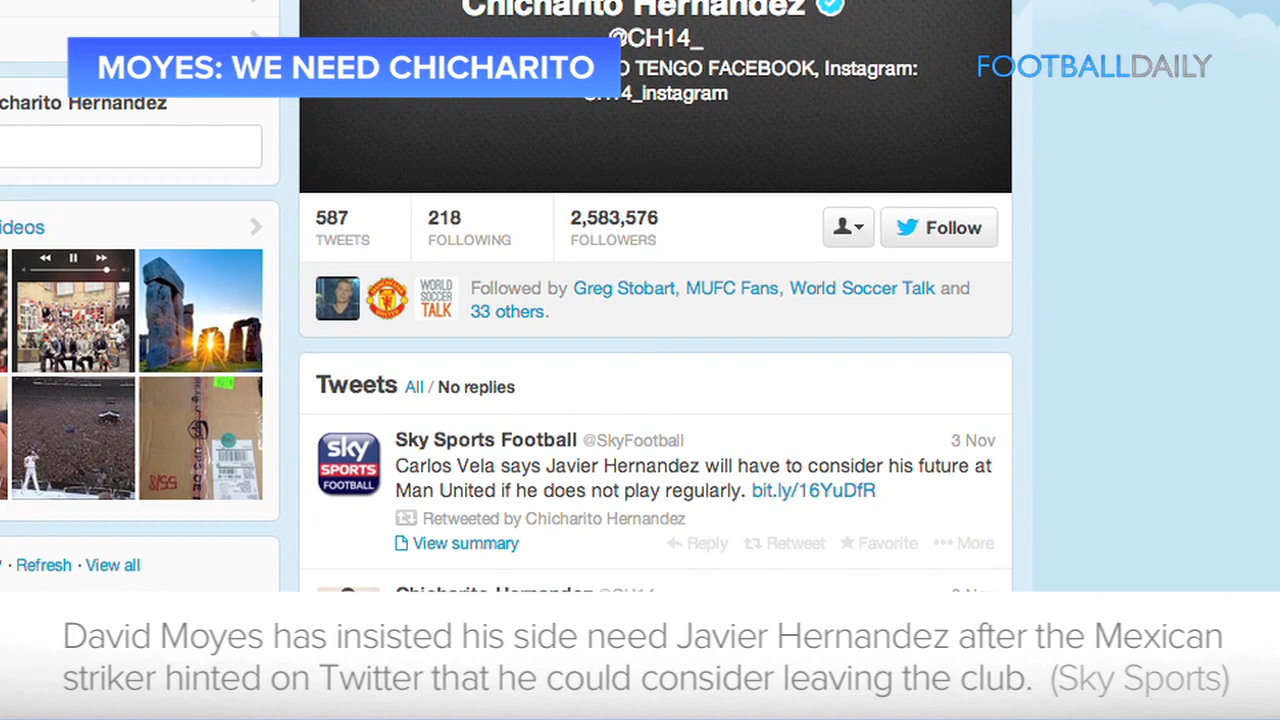 Chicharito Hernandez
@CH14_
MOYES: WE NEED CHICHARITO
O TENGO FACEBOOK, Instagram:
CH14_instagram
FOOTBALLDAILY
charito Hernandez
587
TWEETS
218
FOLLOWING
2,583,576
FOLLOWERS
Follow
ideos
WORLD
SOCCER
TALK
Followed by Greg Stobart, MUFC Fans, World Soccer Talk and
33 others.
Tweets All / No replies
sky
SPORTS
FOOTBALL
Sky Sports Football @SkyFootball 3 Nov
Carlos Vela says Javier Hernandez will have to consider his future at
Man United if he does not play regularly. bit.ly/16YuDfR
Retweeted by Chicharito Hernandez
View summary Reply Retweet Favorite More
· Refresh · View all
Chicharito Hernandez @CH14_
David Moyes has insisted his side need Javier Hernandez after the Mexican
striker hinted on Twitter that he could consider leaving the club. (Sky Sports)